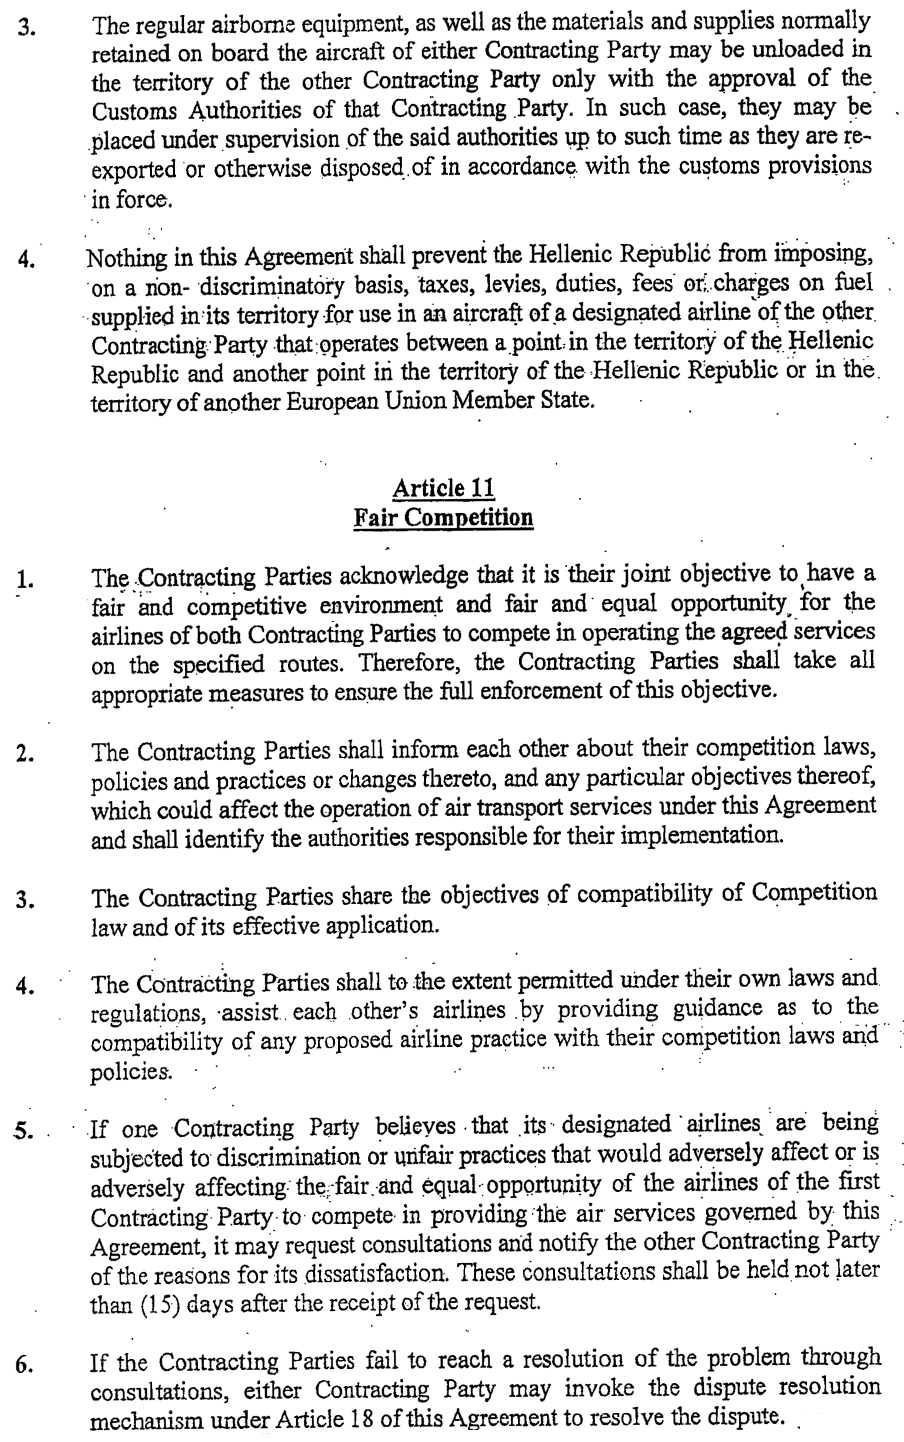 3. The regular airborne equipment, as well as the materials and supplies normally
retained on board the aircraft of either Contracting Party may be unloaded in
the territory of the other Contracting Party only with the approval of the
Customs Authorities of that Contracting Party. In such case, they may be
placed under supervision of the said authorities up to such time as they are re-
exported or otherwise disposed of in accordance with the customs provisions
in force.
4. Nothing in this Agreement shall prevent the Hellenic Republic from imposing,
on a non- discriminatory basis, taxes, levies, duties, fees or charges on fuel
supplied in its territory for use in an aircraft of a designated airline of the other
Contracting Party that operates between a point in the territory of the Hellenic
Republic and another point in the territory of the Hellenic Republic or in the
territory of another European Union Member State.
Article 11
Fair Competition
1. The Contracting Parties acknowledge that it is their joint objective to have a
fair and competitive environment and fair and equal opportunity for the
airlines of both Contracting Parties to compete in operating the agreed services
on the specified routes. Therefore, the Contracting Parties shall take all
appropriate measures to ensure the full enforcement of this objective.
2. The Contracting Parties shall inform each other about their competition laws,
policies and practices or changes thereto, and any particular objectives thereof,
which could affect the operation of air transport services under this Agreement
and shall identify the authorities responsible for their implementation.
3. The Contracting Parties share the objectives of compatibility of Competition
law and of its effective application.
4. The Contracting Parties shall to the extent permitted under their own laws and
regulations, assist each other's airlines by providing guidance as to the
compatibility of any proposed airline practice with their competition laws and
policies.
5. If one Contracting Party believes that its designated airlines are being
subjected to discrimination or unfair practices that would adversely affect or is
adversely affecting the fair and equal opportunity of the airlines of the first
Contracting Party to compete in providing the air services governed by this
Agreement, it may request consultations and notify the other Contracting Party
of the reasons for its dissatisfaction. These consultations shall be held not later
than (15) days after the receipt of the request.
6. If the Contracting Parties fail to reach a resolution of the problem through
consultations, either Contracting Party may invoke the dispute resolution
mechanism under Article 18 of this Agreement to resolve the dispute.